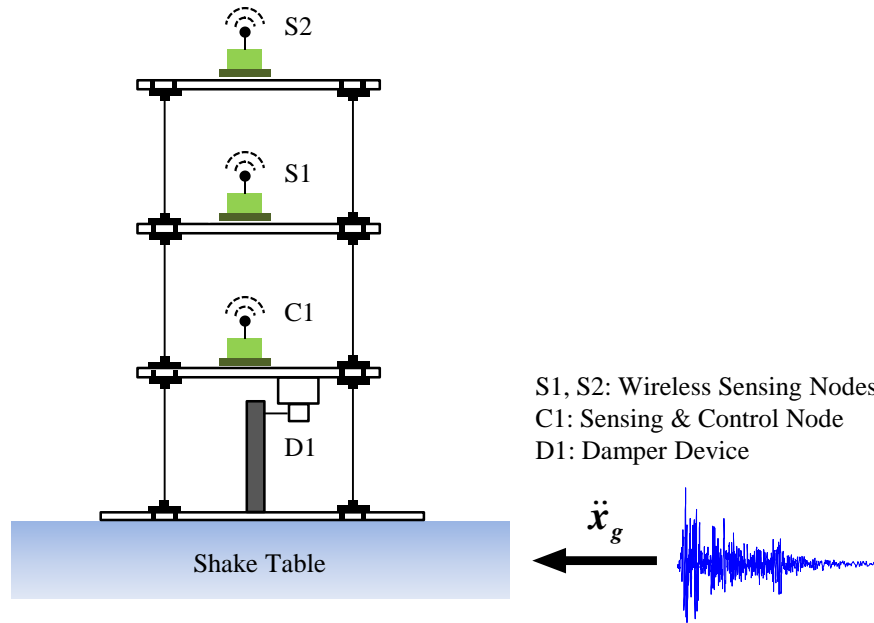 S2
S1
C1
D1
S1, S2: Wireless Sensing Nodes
C1: Sensing & Control Node
D1: Damper Device
ẍg
Shake Table